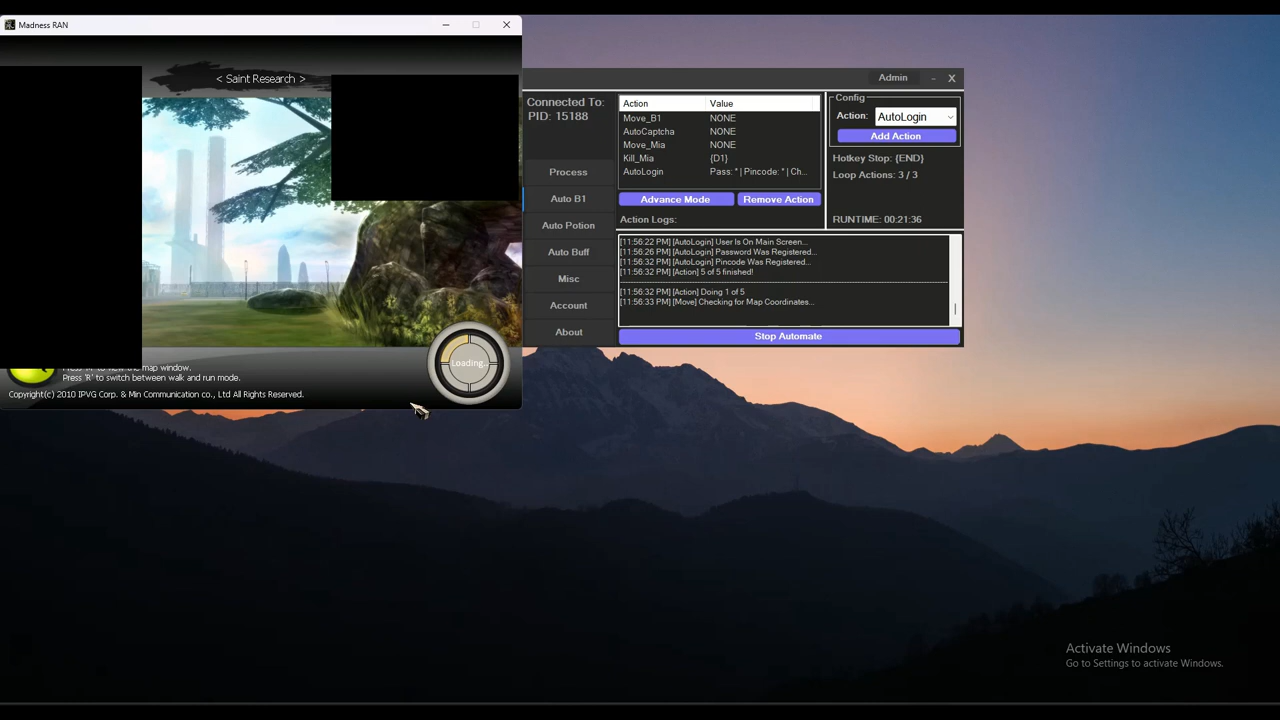 Madness RAN
< Saint Research >
Loading..
Press 'R' to switch between walk and run mode.
Copyright(c) 2010 IPVG Corp. & Min Communication co., Ltd All Rights Reserved.
Admin
- X
Connected To:
PID: 15188
Process
Auto B1
Auto Potion
Auto Buff
Misc
Account
About
Action Value
Move_B1 NONE
AutoCaptcha NONE
Move_Mia NONE
Kill_Mia {D1}
AutoLogin Pass: * | Pincode: * | Ch...
Advance Mode
Remove Action
Action Logs:
[11:56:22 PM] [AutoLogin] User Is On Main Screen...
[11:56:26 PM] [AutoLogin] Password Was Registered...
[11:56:32 PM] [AutoLogin] Pincode Was Registered...
[11:56:32 PM] [Action] 5 of 5 finished!
[11:56:32 PM] [Action] Doing 1 of 5
[11:56:33 PM] [Move] Checking for Map Coordinates...
Stop Automate
Config
Action: AutoLogin
Add Action
Hotkey Stop: {END}
Loop Actions: 3 / 3
RUNTIME: 00:21:36
Activate Windows
Go to Settings to activate Windows.